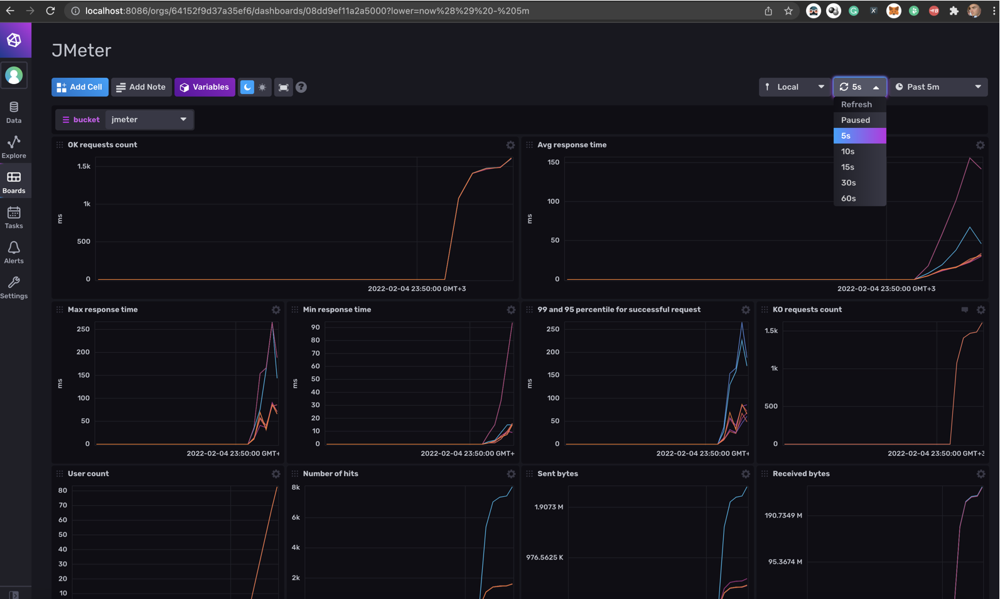 localhost:8086/orgs/64152f9d37a35ef6/dashboards/08dd9ef11a2a5000?lower=now%28%29%20-%205m
JMeter
Add Cell
Add Note
Variables
?
Local
5s
Past 5m
Refresh
Paused
5s
10s
15s
30s
60s
bucket
jmeter
Data
Explore
Boards
Tasks
Alerts
Settings
OK requests count
1.5k
1k
500
0
ms
2022-02-04 23:50:00 GMT+3
Avg response time
150
100
50
0
ms
2022-02-04 23:50:00 GMT+3
Max response time
250
200
150
100
50
0
ms
2022-02-04 23:50:00 GMT+
Min response time
90
80
70
60
50
40
30
20
10
0
ms
2022-02-04 23:50:00 GMT+
99 and 95 percentile for successful request
250
200
150
100
50
0
ms
2022-02-04 23:50:00 GMT+
KO requests count
1.5k
1k
500
0
2022-02-04 23:50:00 GMT+3
User count
80
70
60
50
40
30
20
10
Number of hits
8k
6k
4k
2k
Sent bytes
1.9073 M
976.5625 K
Received bytes
190.7349 M
95.3674 M